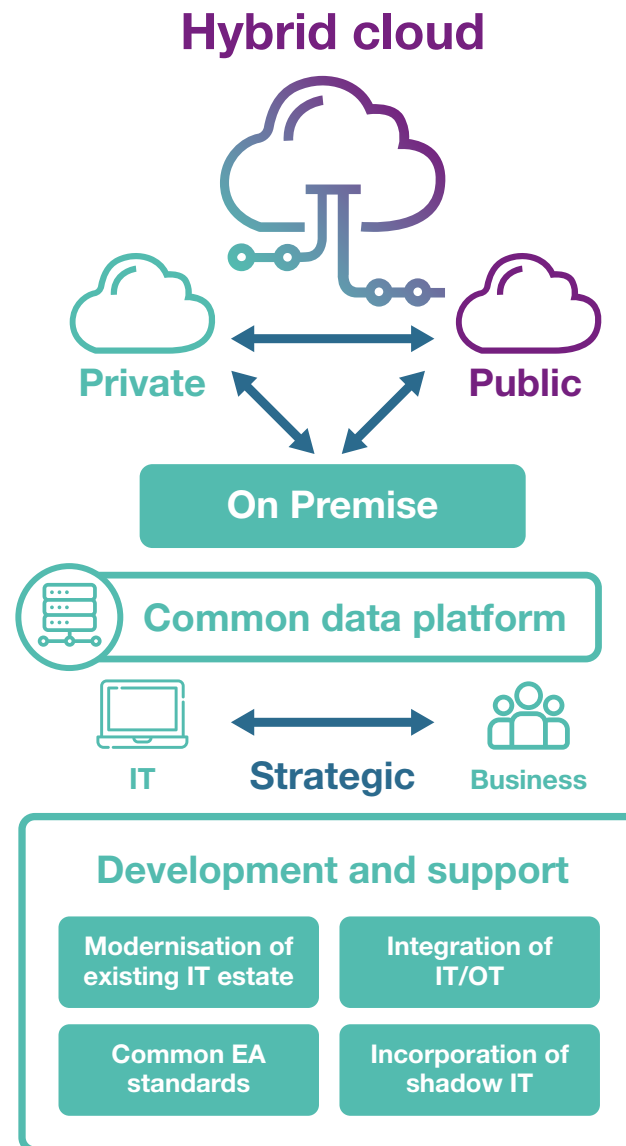 Hybrid cloud
Private
Public
On Premise
Common data platform
IT
Strategic
Business
Development and support
Modernisation of
existing IT estate
Integration of
IT/OT
Common EA
standards
Incorporation of
shadow IT